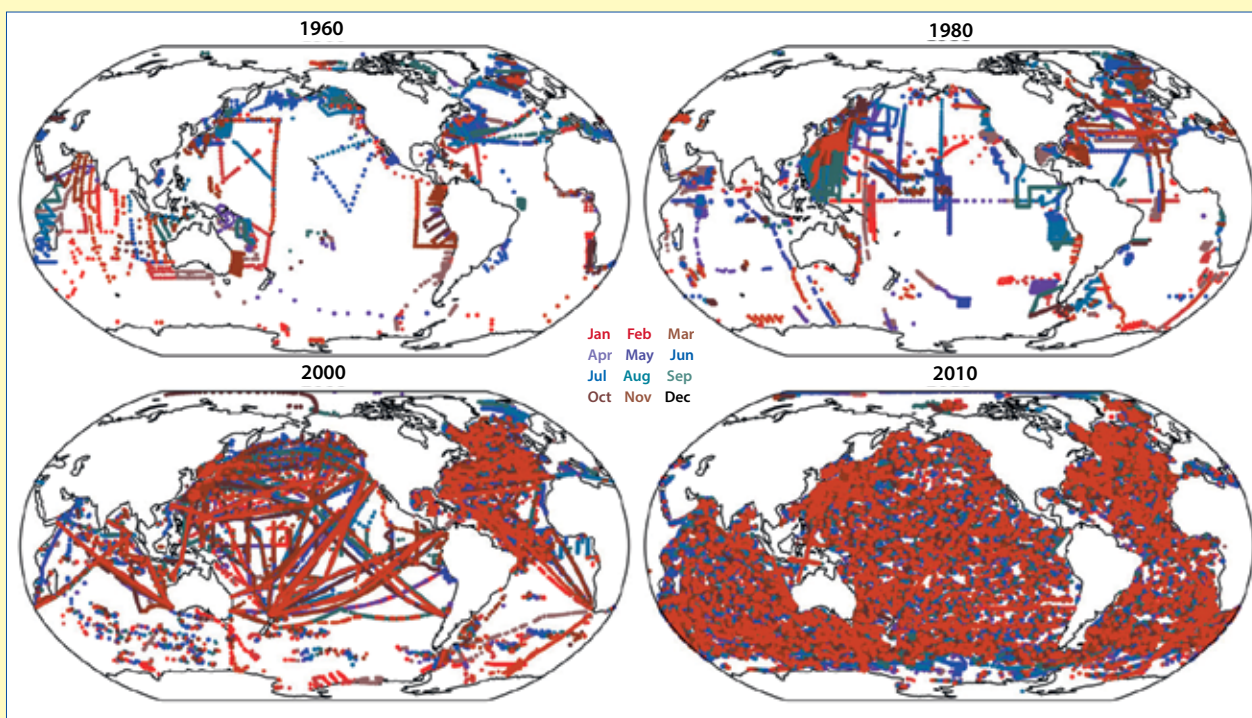 1960
1980
Jan Feb Mar
Apr May Jun
Jul Aug Sep
Oct Nov Dec
2000
2010